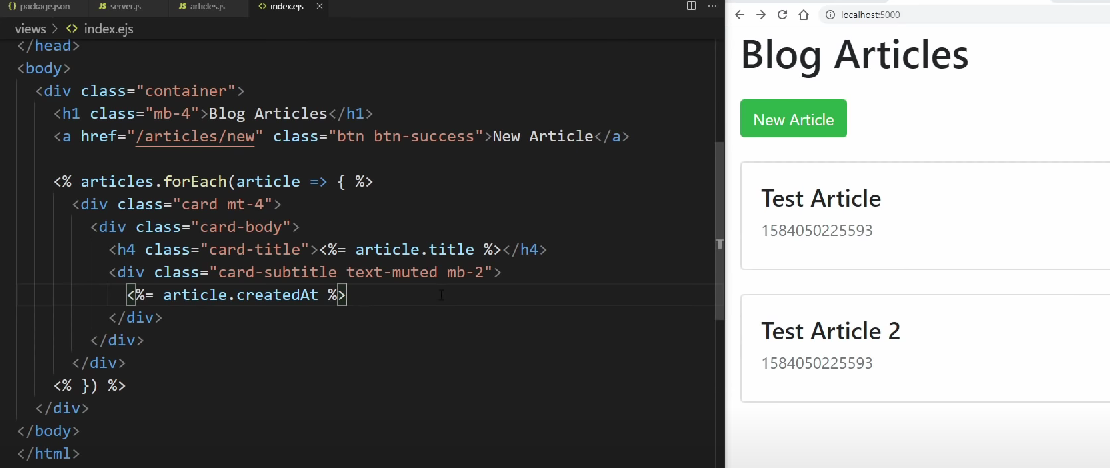 package.json server.js articles.js index.ejs
views > index.ejs
</head>
<body>
<div class="container">
<h1 class="mb-4">Blog Articles</h1>
<a href="/articles/new" class="btn btn-success">New Article</a>
<% articles.forEach(article => { %>
<div class="card mt-4">
<div class="card-body">
<h4 class="card-title"><%= article.title %></h4>
<div class="card-subtitle text-muted mb-2">
<%= article.createdAt %>
</div>
</div>
</div>
<% }) %>
</div>
</body>
</html>
localhost:5000
Blog Articles
New Article
Test Article
1584050225593
Test Article 2
1584050225593